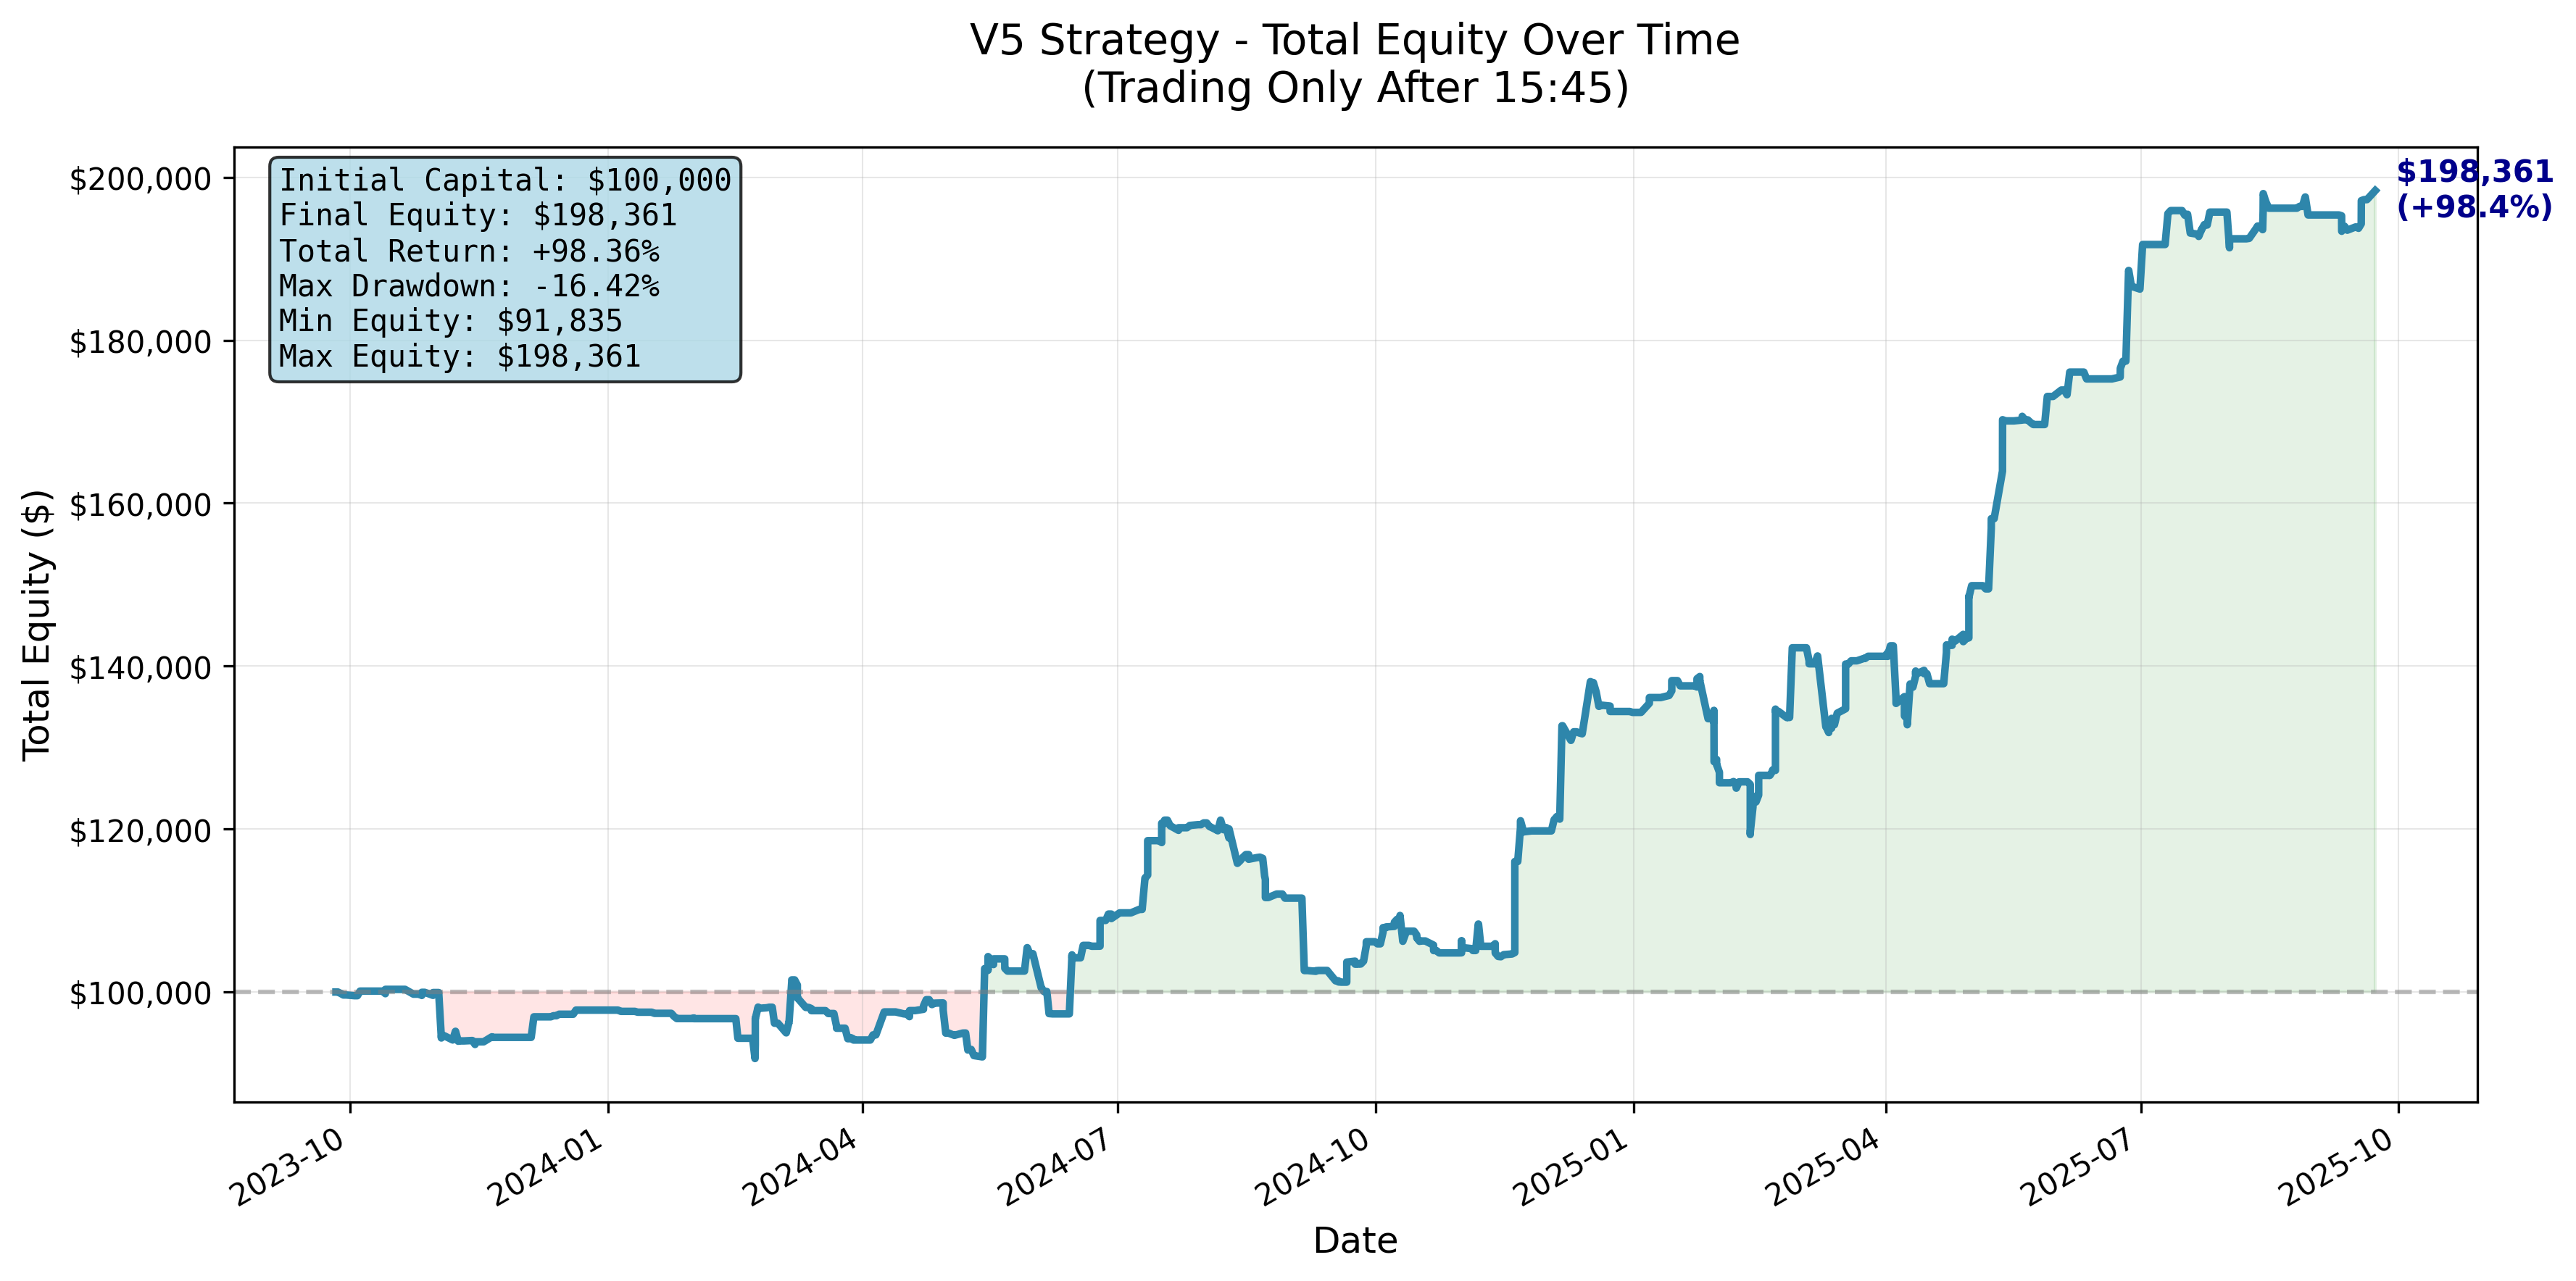 V5 Strategy - Total Equity Over Time
(Trading Only After 15:45)
Initial Capital: $100,000
Final Equity: $198,361
Total Return: +98.36%
Max Drawdown: -16.42%
Min Equity: $91,835
Max Equity: $198,361
$198,361
(+98.4%)
Total Equity ($)
$200,000
$180,000
$160,000
$140,000
$120,000
$100,000
2023-10
2024-01
2024-04
2024-07
2024-10
2025-01
2025-04
2025-07
2025-10
Date